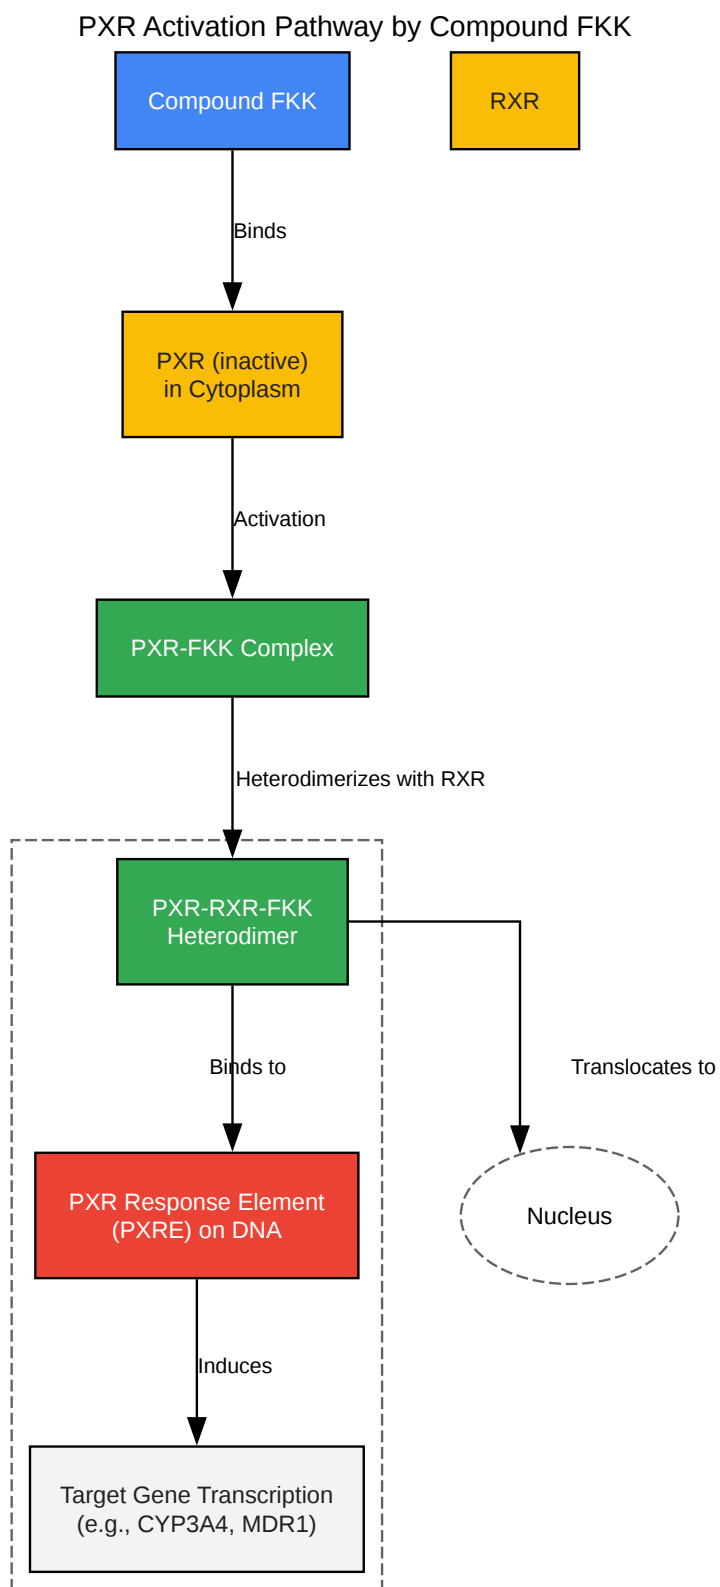 PXR Activation Pathway by Compound FKK
Compound FKK
RXR
Binds
PXR (inactive)
in Cytoplasm
Activation
PXR-FKK Complex
Heterodimerizes with RXR
PXR-RXR-FKK
Heterodimer
Binds to
Translocates to
PXR Response Element
(PXRE) on DNA
Nucleus
Induces
Target Gene Transcription
(e.g., CYP3A4, MDR1)